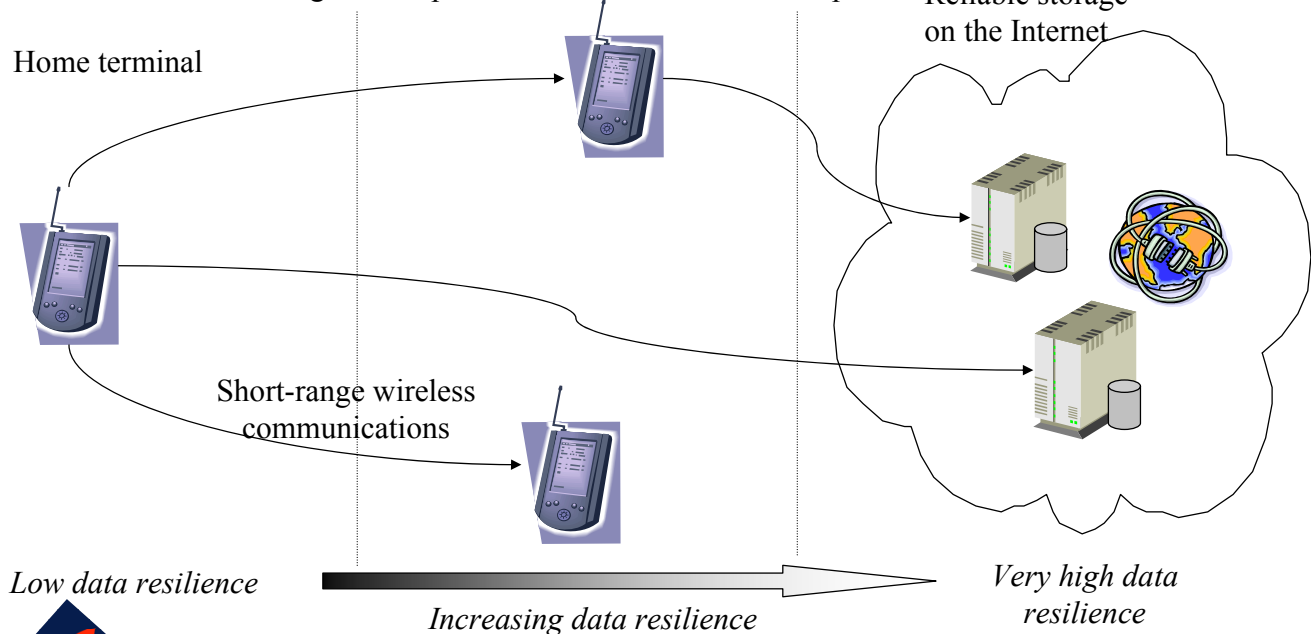 Reliable storage
on the Internet
Home terminal
Short-range wireless
communications
Low data resilience
Increasing data resilience
Very high data
resilience